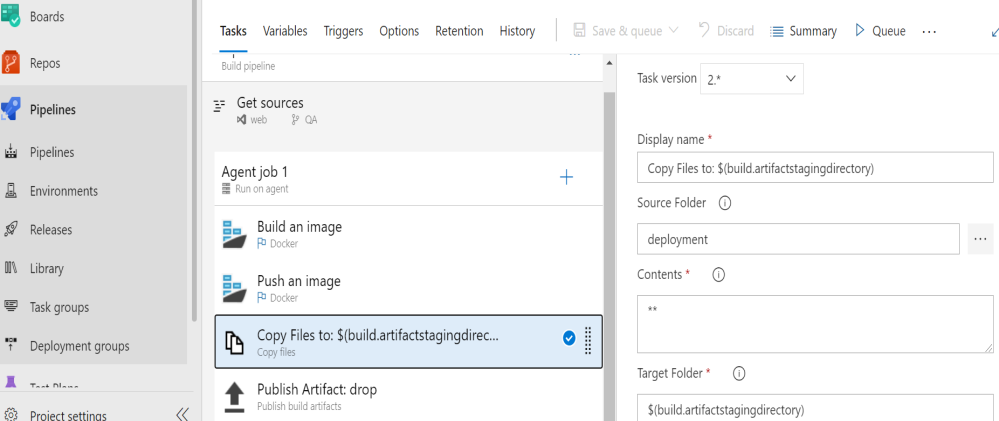 Boards
Repos
Pipelines
Pipelines
Environments
Releases
Library
Task groups
Deployment groups
Test Plans
Project settings
Tasks Variables Triggers Options Retention History Save & queue Discard Summary Queue ...
Build pipeline
Get sources
web QA
Agent job 1
Run on agent
Build an image
Docker
Push an image
Docker
Copy Files to: $(build.artifactstagingdirec...
Copy files
Publish Artifact: drop
Publish build artifacts
Task version 2.*
Display name *
Copy Files to: $(build.artifactstagingdirectory)
Source Folder
deployment
...
Contents *
**
Target Folder *
$(build.artifactstagingdirectory)